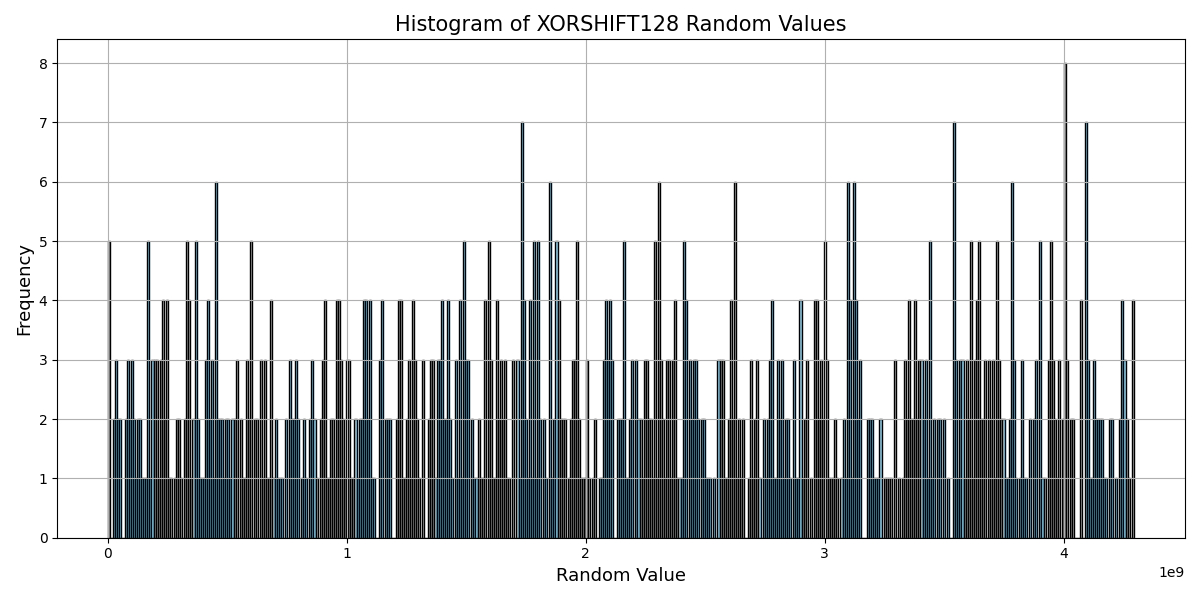 Histogram of XORSHIFT128 Random Values
Frequency
8
7
6
5
4
3
2
1
0
0 1 2 3 4
1e9
Random Value